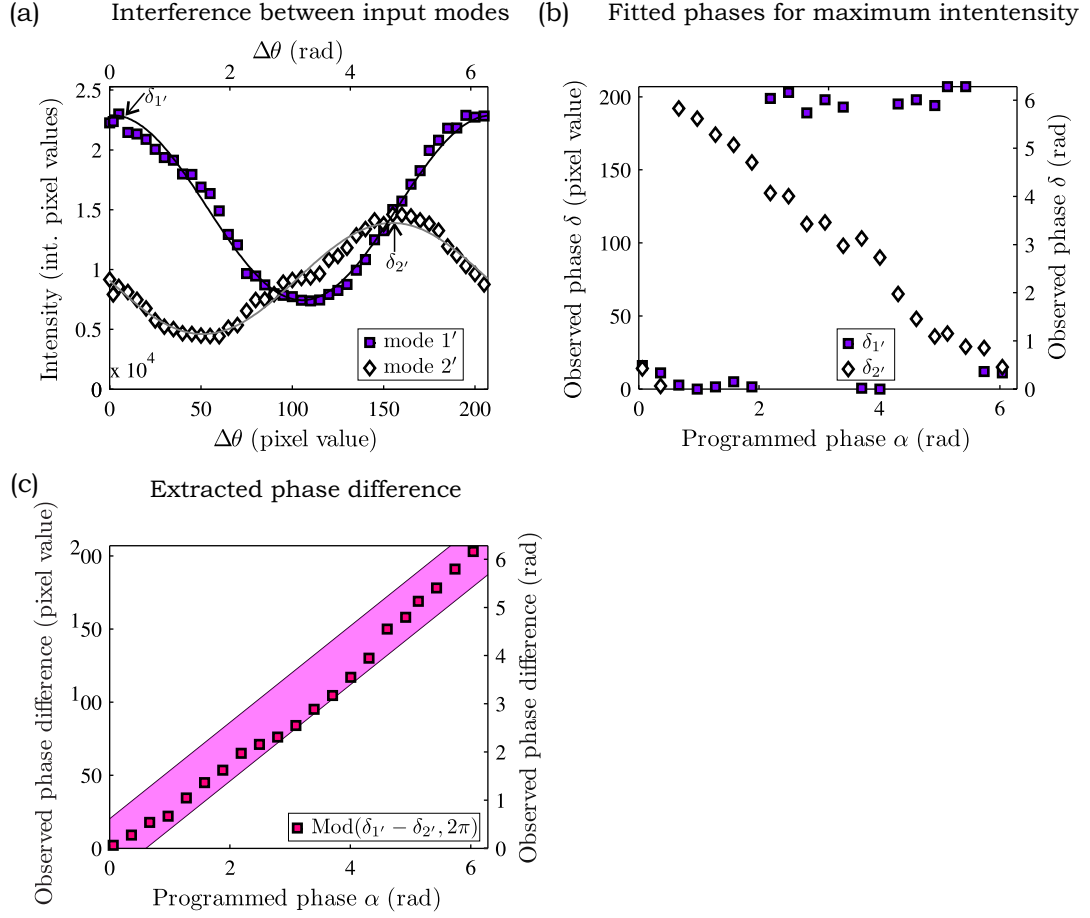 (a) Interference between input modes
Δθ (rad)
0 2 4 6
Intensity (int. pixel values)
2.5
2
1.5
1
0.5
0
x 10⁴
δ₁′
δ₂′
mode 1′
mode 2′
0 50 100 150 200
Δθ (pixel value)
(b) Fitted phases for maximum intentensity
Observed phase δ (pixel value)
200
150
100
50
0
Observed phase δ (rad)
6
5
4
3
2
1
0
δ₁′
δ₂′
0 2 4 6
Programmed phase α (rad)
(c) Extracted phase difference
Observed phase difference (pixel value)
200
150
100
50
0
Observed phase difference (rad)
6
5
4
3
2
1
0
Mod(δ₁′ − δ₂′, 2π)
0 2 4 6
Programmed phase α (rad)